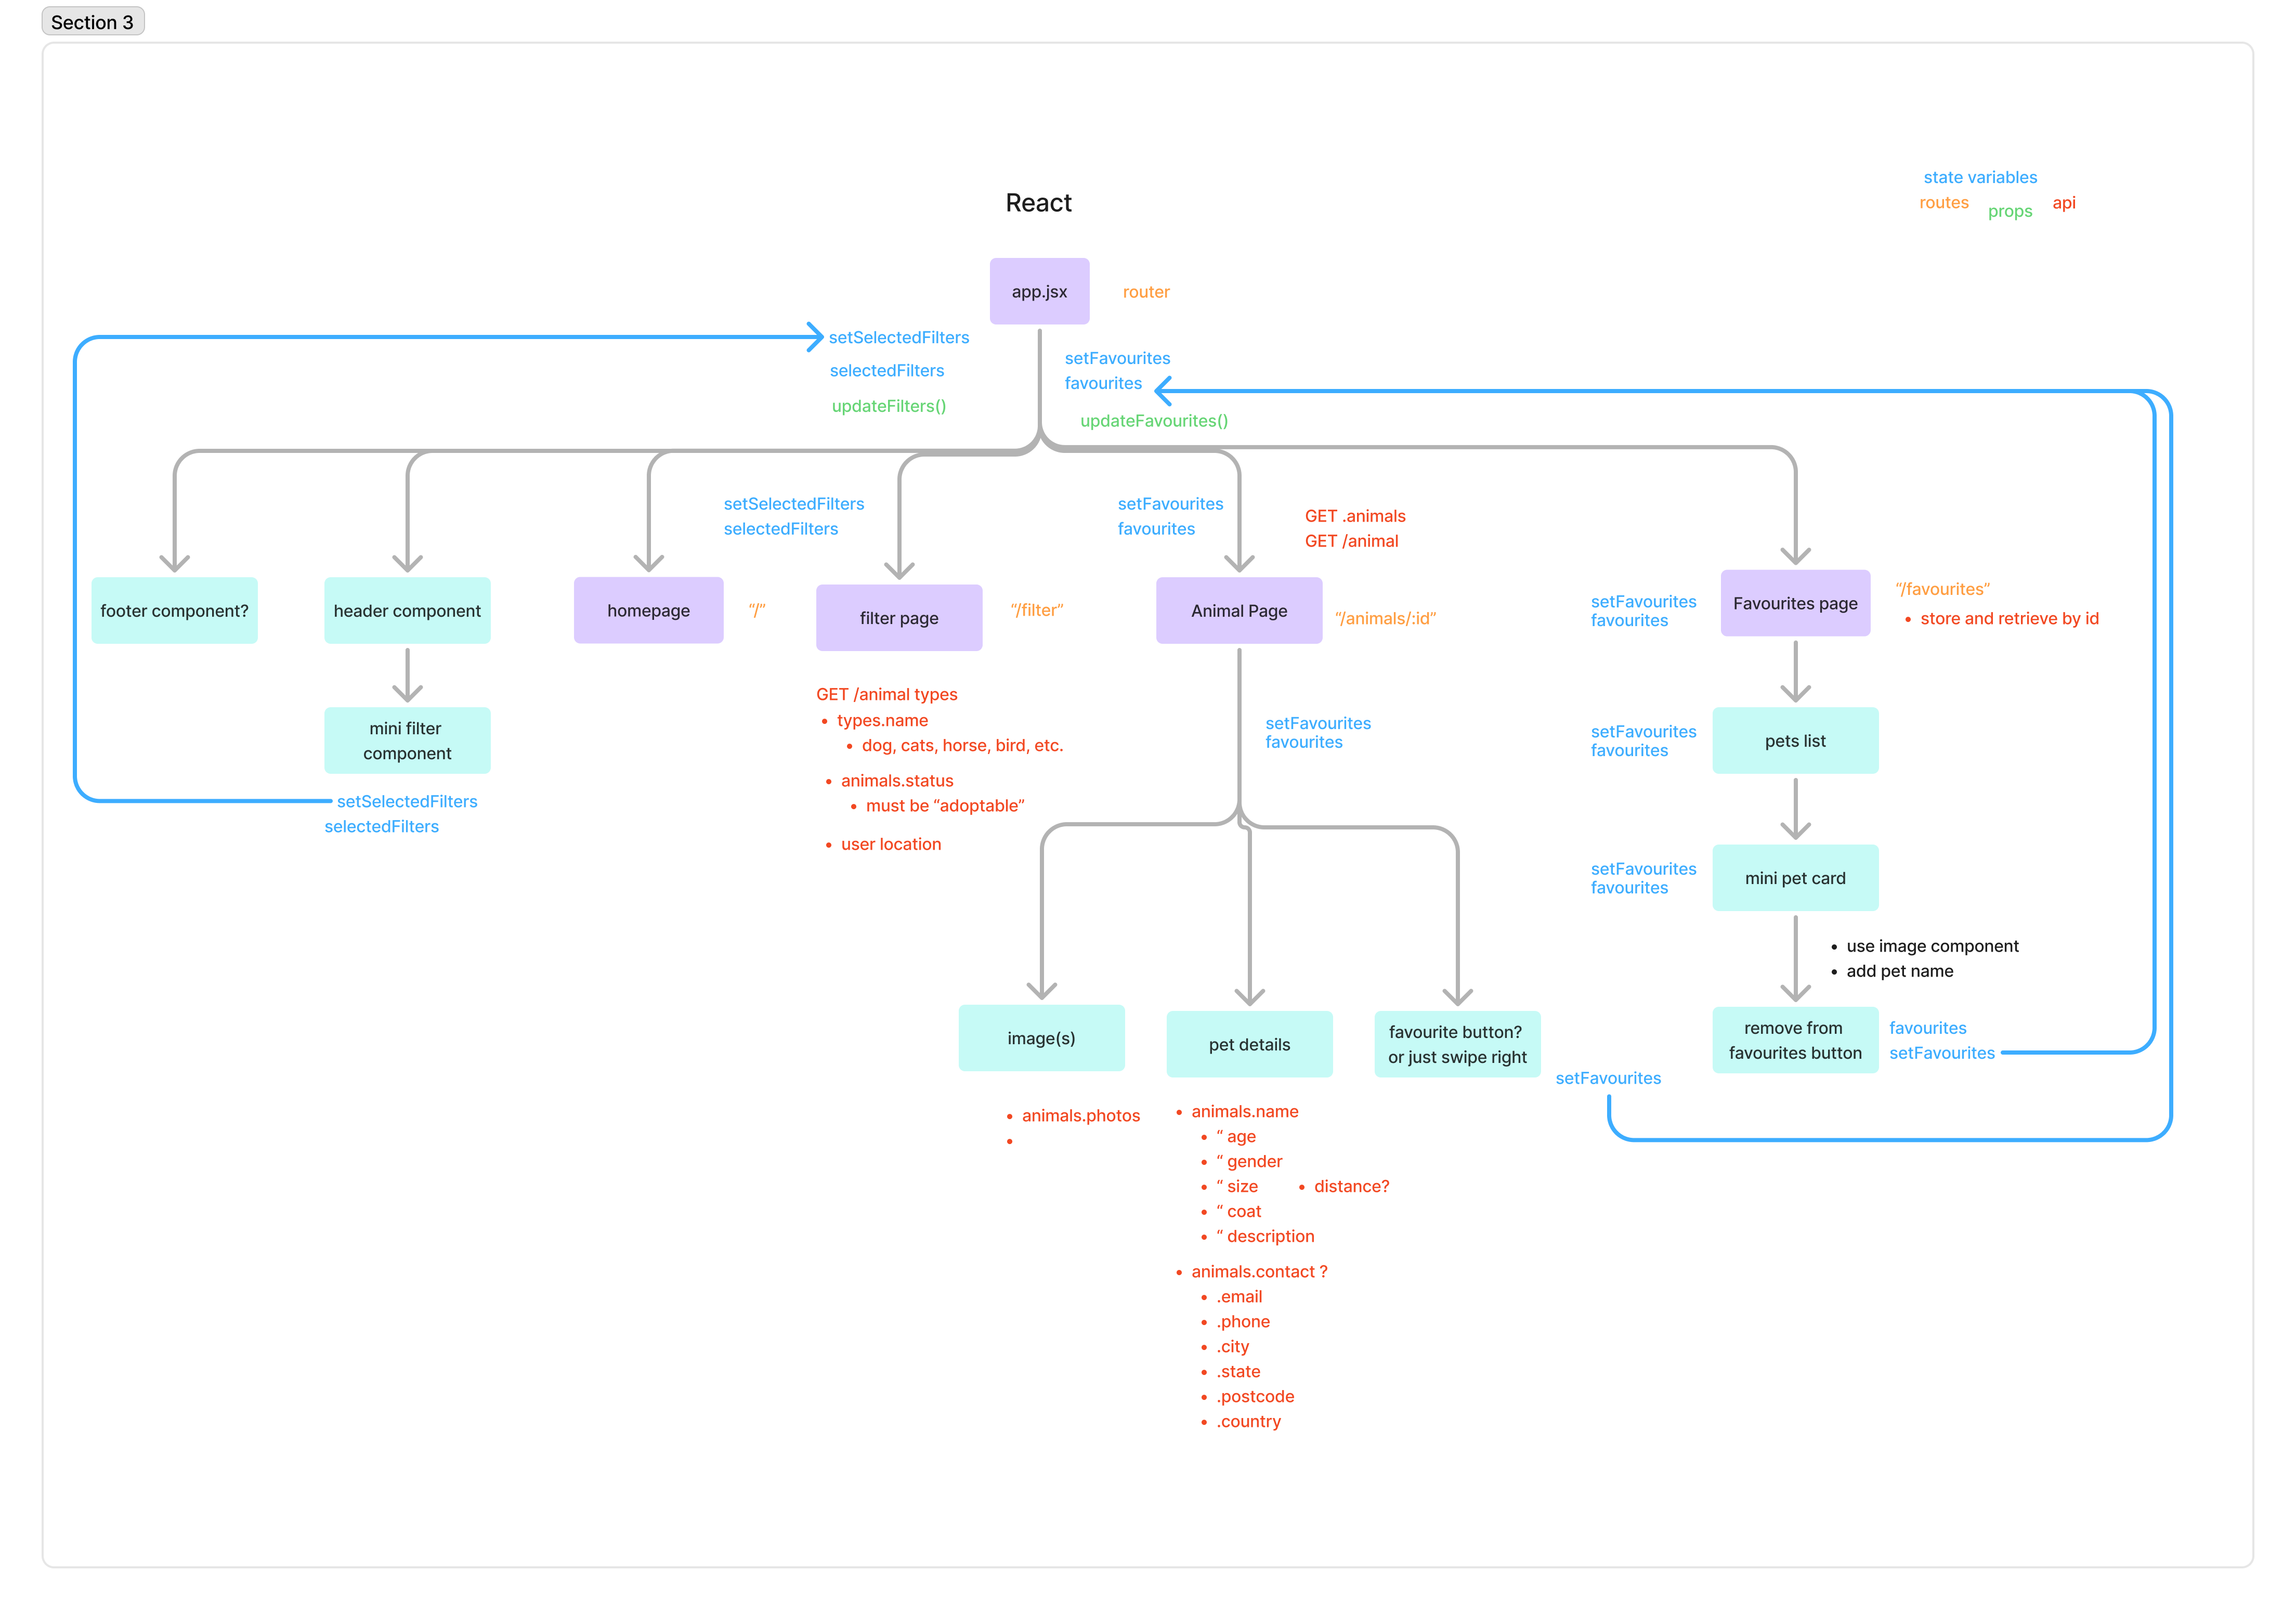 Section 3
React
state variables
routes
props
api
app.jsx
router
setSelectedFilters
selectedFilters
updateFilters()
setFavourites
favourites
updateFavourites()
setSelectedFilters
selectedFilters
setFavourites
favourites
GET .animals
GET /animal
footer component?
header component
homepage
“/”
filter page
“/filter”
Animal Page
“/animals/:id”
setFavourites
favourites
Favourites page
“/favourites”
• store and retrieve by id
mini filter
component
setSelectedFilters
selectedFilters
GET /animal types
• types.name
• dog, cats, horse, bird, etc.
• animals.status
• must be “adoptable”
• user location
setFavourites
favourites
setFavourites
favourites
pets list
setFavourites
favourites
mini pet card
• use image component
• add pet name
image(s)
pet details
favourite button?
or just swipe right
setFavourites
remove from
favourites button
favourites
setFavourites
• animals.photos
•
• animals.name
• “ age
• “ gender
• “ size
• distance?
• “ coat
• “ description
• animals.contact ?
• .email
• .phone
• .city
• .state
• .postcode
• .country